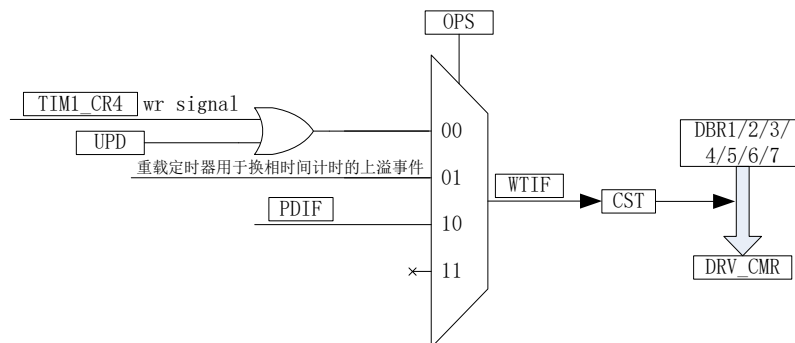 OPS
TIM1_CR4 wr signal
UPD
00
重载定时器用于换相时间计时的上溢事件
01
PDIF
10
11
WTIF
CST
DBR1/2/3/
4/5/6/7
DRV_CMR